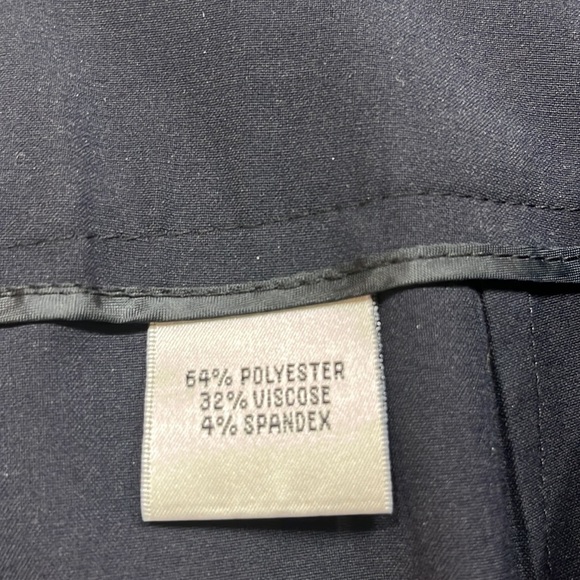 64% POLYESTER
32% VISCOSE
4% SPANDEX